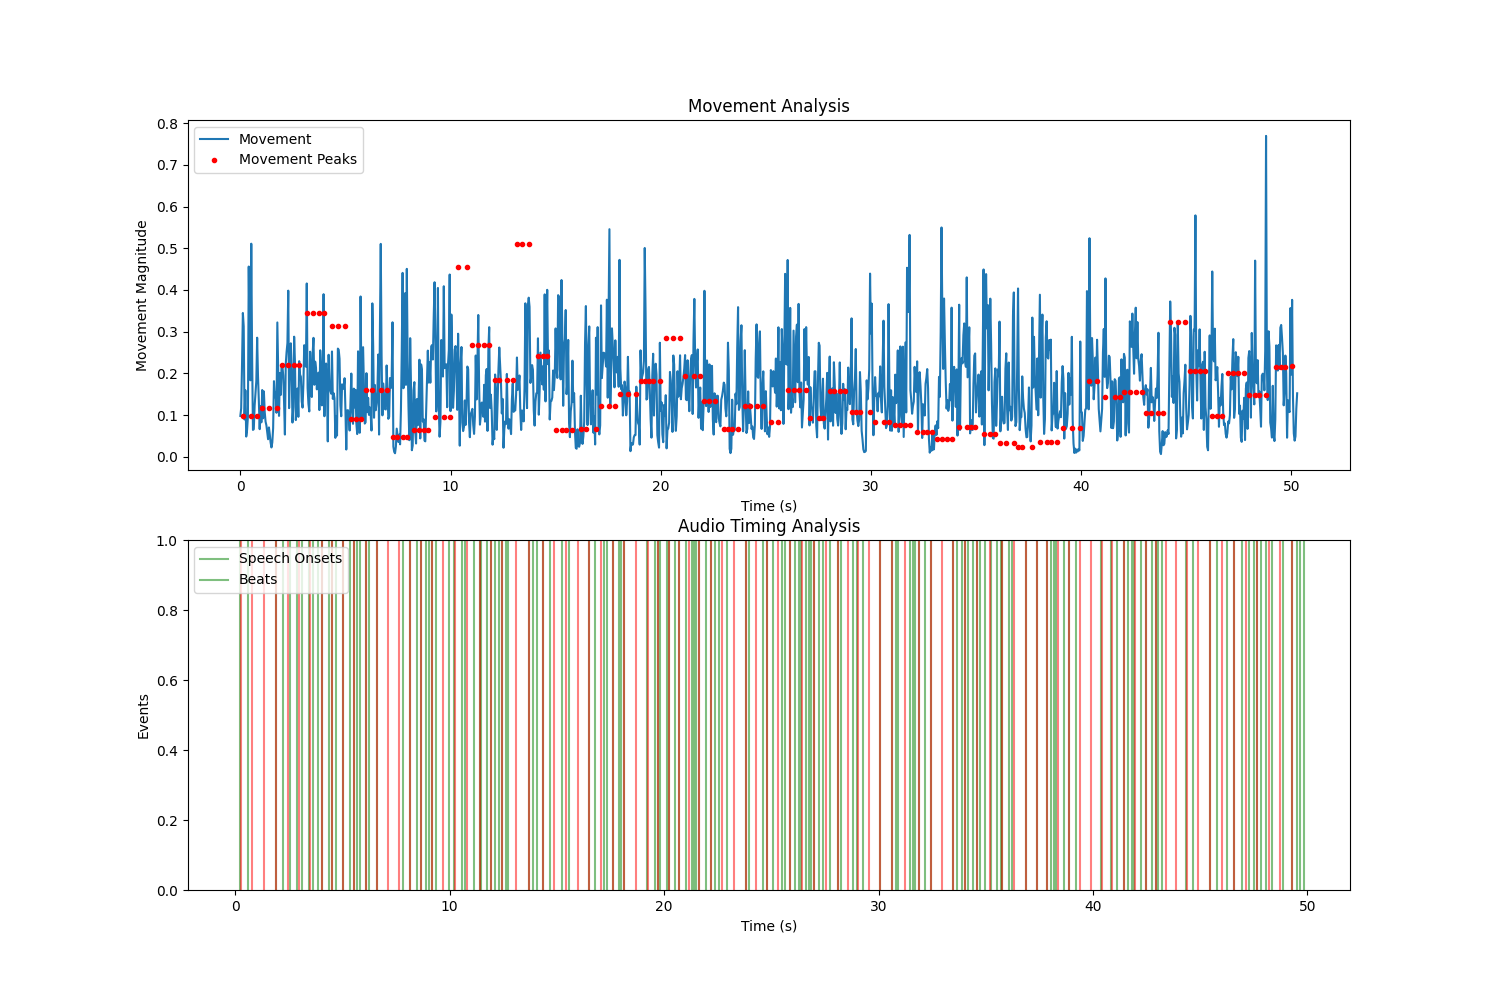 Movement Analysis
0.8
0.7
0.6
0.5
0.4
0.3
0.2
0.1
0.0
Movement Magnitude
Movement
Movement Peaks
0 10 20 30 40 50
Time (s)
Audio Timing Analysis
1.0
0.8
0.6
0.4
0.2
0.0
Events
Speech Onsets
Beats
0 10 20 30 40 50
Time (s)